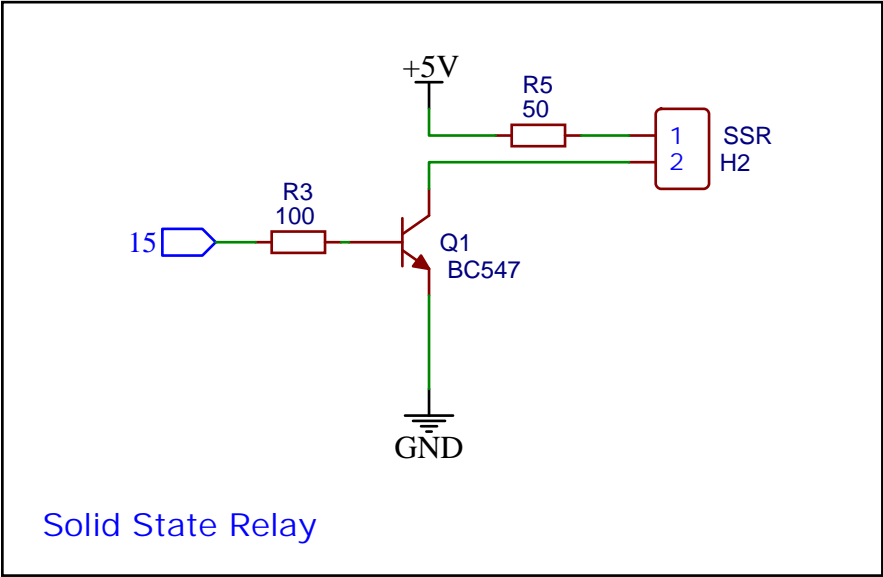 +5V
R5
50
1
SSR
2
H2
R3
100
15
Q1
BC547
GND
Solid State Relay